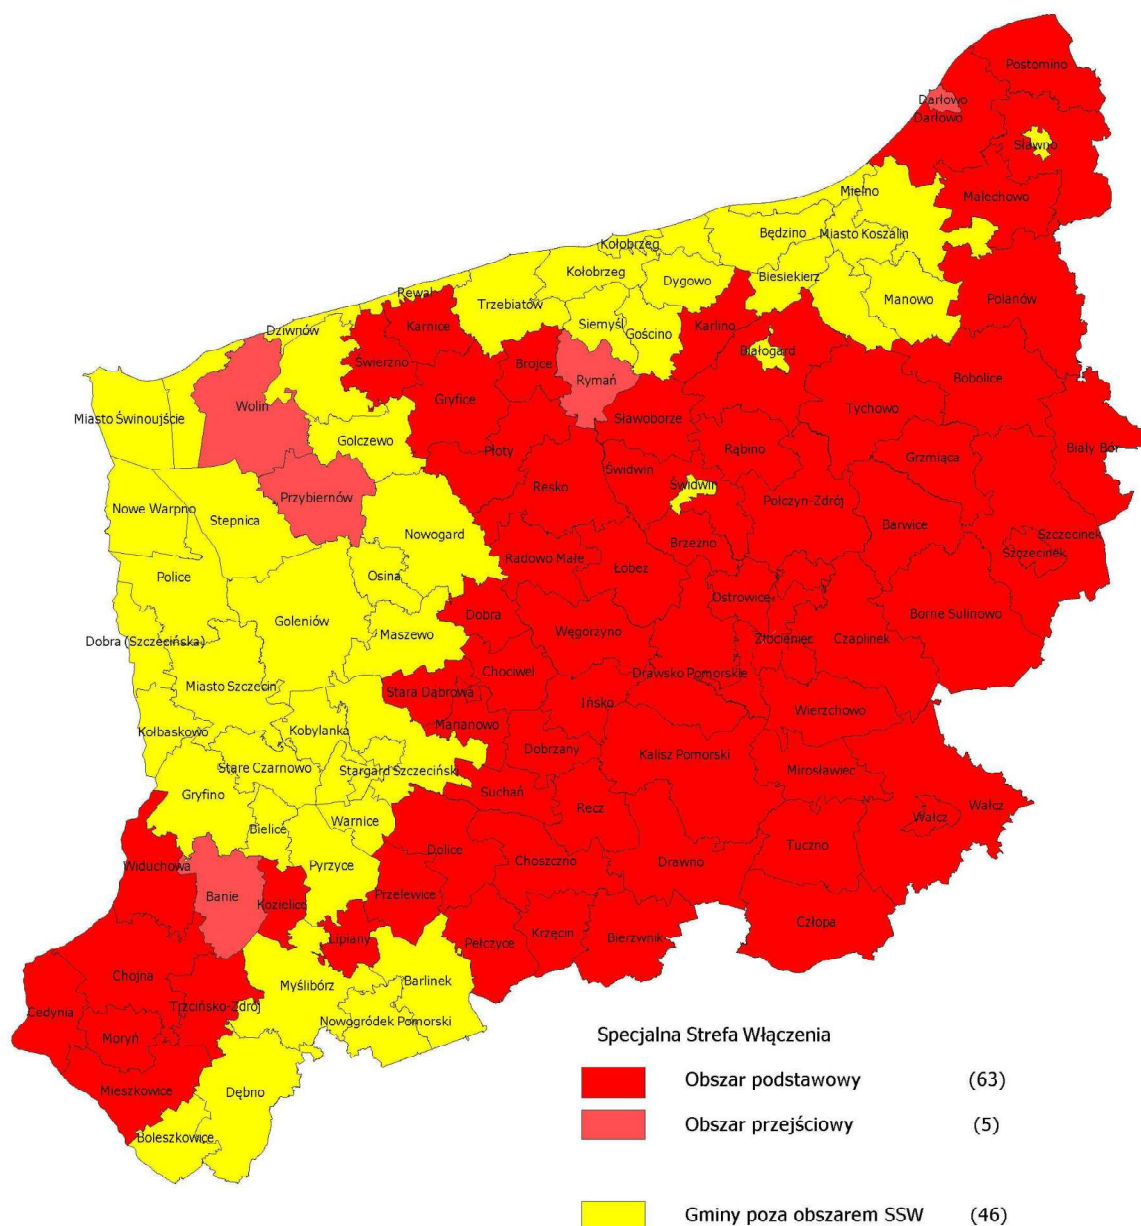 Postomino
Darłowo
Darłowo
Sławno
Mielno
Małechowo
Kołobrzeg
Będzino
Miasto Koszalin
Kołobrzeg
Dygowo
Biesiekierz
Manowo
Polanów
Rewal
Trzebiatów
Dziwnów
Karnice
Siemyśl
Gościno
Karlino
Świerzno
Brojce
Białogard
Rymań
Bobolice
Wolin
Gryfice
Tychowo
Miasto Świnoujście
Sławoborze
Golczewo
Płoty
Rąbino
Grzmiąca
Biały Bór
Świdwin
Przybiernów
Resko
Świdwin
Połczyn-Zdrój
Nowe Warpno
Stepnica
Barwice
Nowogard
Szczecinek
Brzeżno
Szczecinek
Radowo Małe
Łobez
Police
Osina
Ostrowice
Borne Sulinowo
Goleniów
Dobra
Maszewo
Węgorzyno
Złocieniec
Czaplinek
Dobra (Szczecińska)
Chociwel
Drawsko Pomorskie
Miasto Szczecin
Stara Dąbrowa
Ińsko
Wierzchowo
Kołbaskowo
Kobylanka
Marianowo
Dobrzany
Kalisz Pomorski
Stare Czarnowo
Stargard Szczeciński
Mirosławiec
Gryfino
Suchań
Recz
Wałcz
Wałcz
Bielice
Warnice
Tuczno
Widuchowa
Pyrzyce
Dolice
Choszczno
Drawno
Banie
Kozielice
Przelewice
Człopa
Lipiany
Pełczyce
Krzęcin
Bierzwnik
Chojna
Myślibórz
Barlinek
Cedynia
Trzcińsko-Zdrój
Nowogródek Pomorski
Moryń
Mieszkowice
Dębno
Boleszkowice
Specjalna Strefa Włączenia
Obszar podstawowy (63)
Obszar przejściowy (5)
Gminy poza obszarem SSW (46)